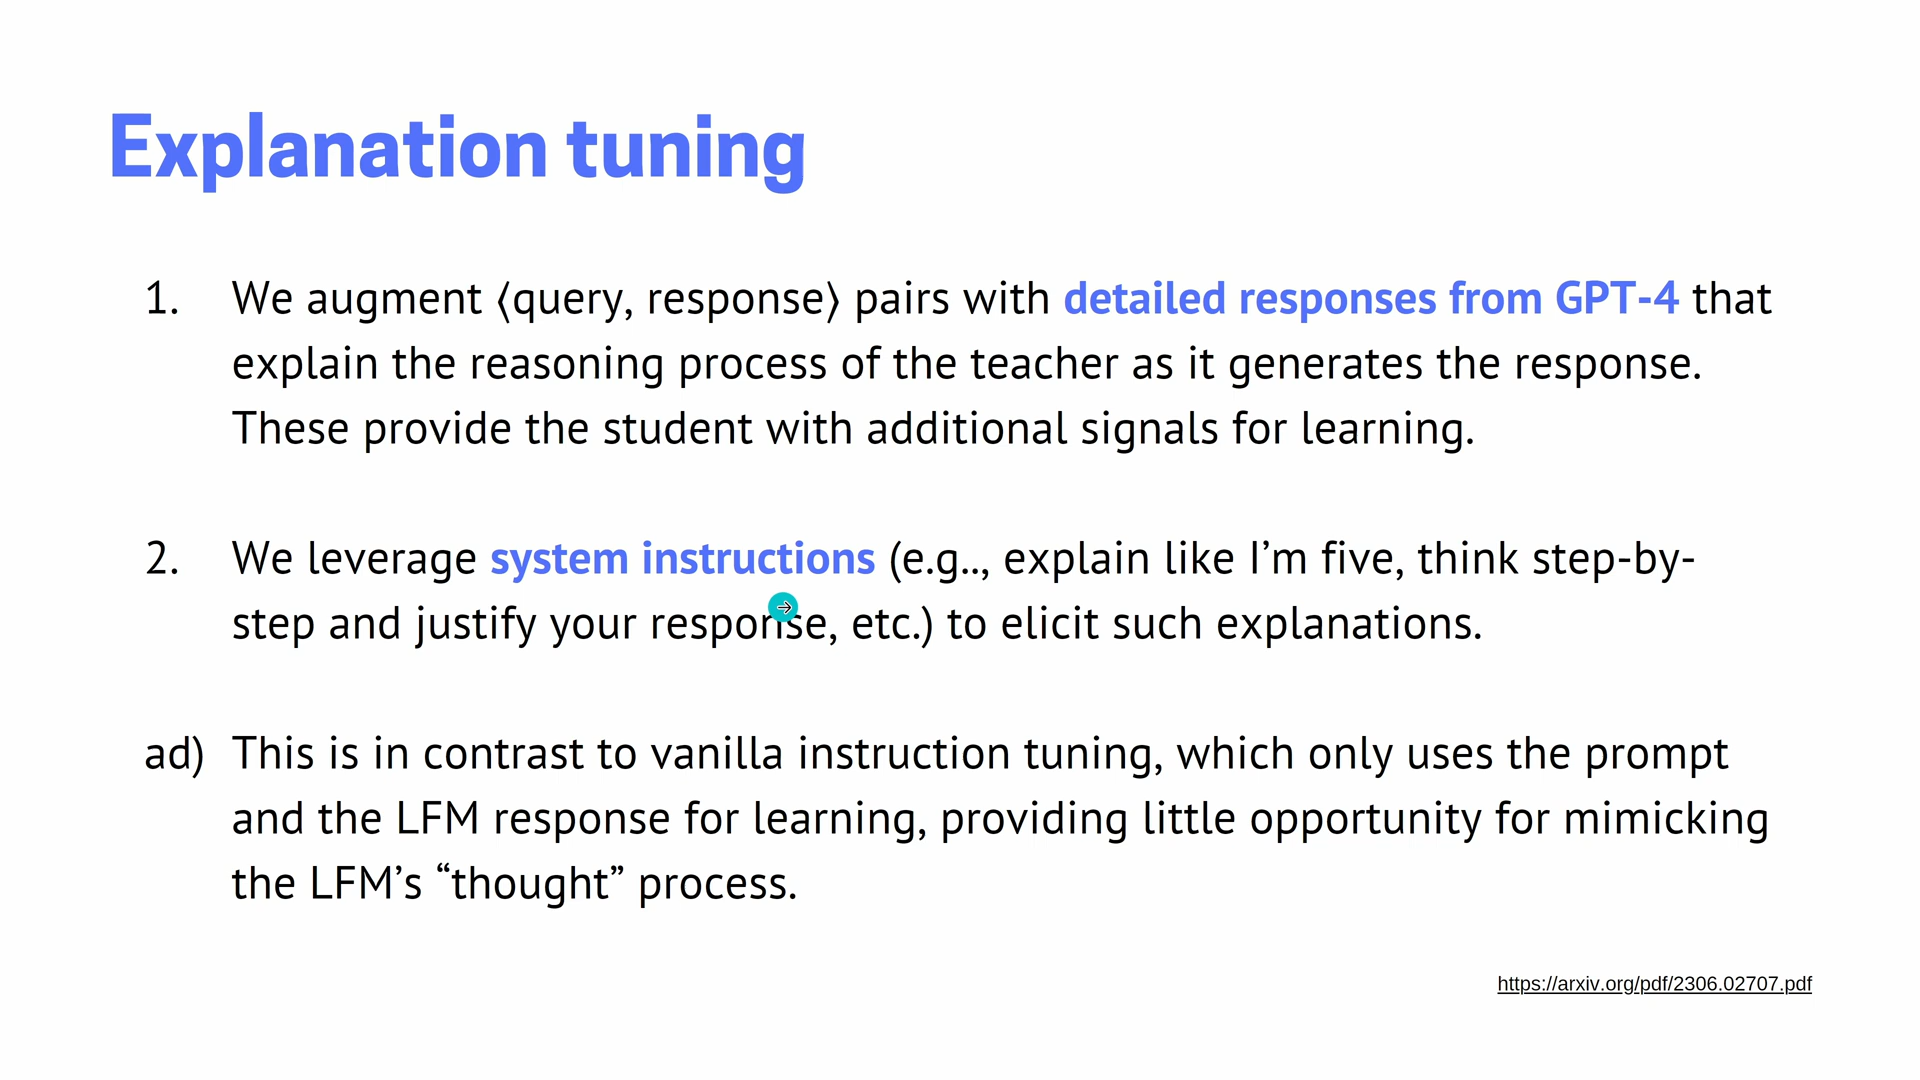 Explanation tuning
1. We augment ⟨query, response⟩ pairs with detailed responses from GPT-4 that
explain the reasoning process of the teacher as it generates the response.
These provide the student with additional signals for learning.
2. We leverage system instructions (e.g.., explain like I’m five, think step-by-
step and justify your response, etc.) to elicit such explanations.
ad) This is in contrast to vanilla instruction tuning, which only uses the prompt
and the LFM response for learning, providing little opportunity for mimicking
the LFM’s “thought” process.
https://arxiv.org/pdf/2306.02707.pdf